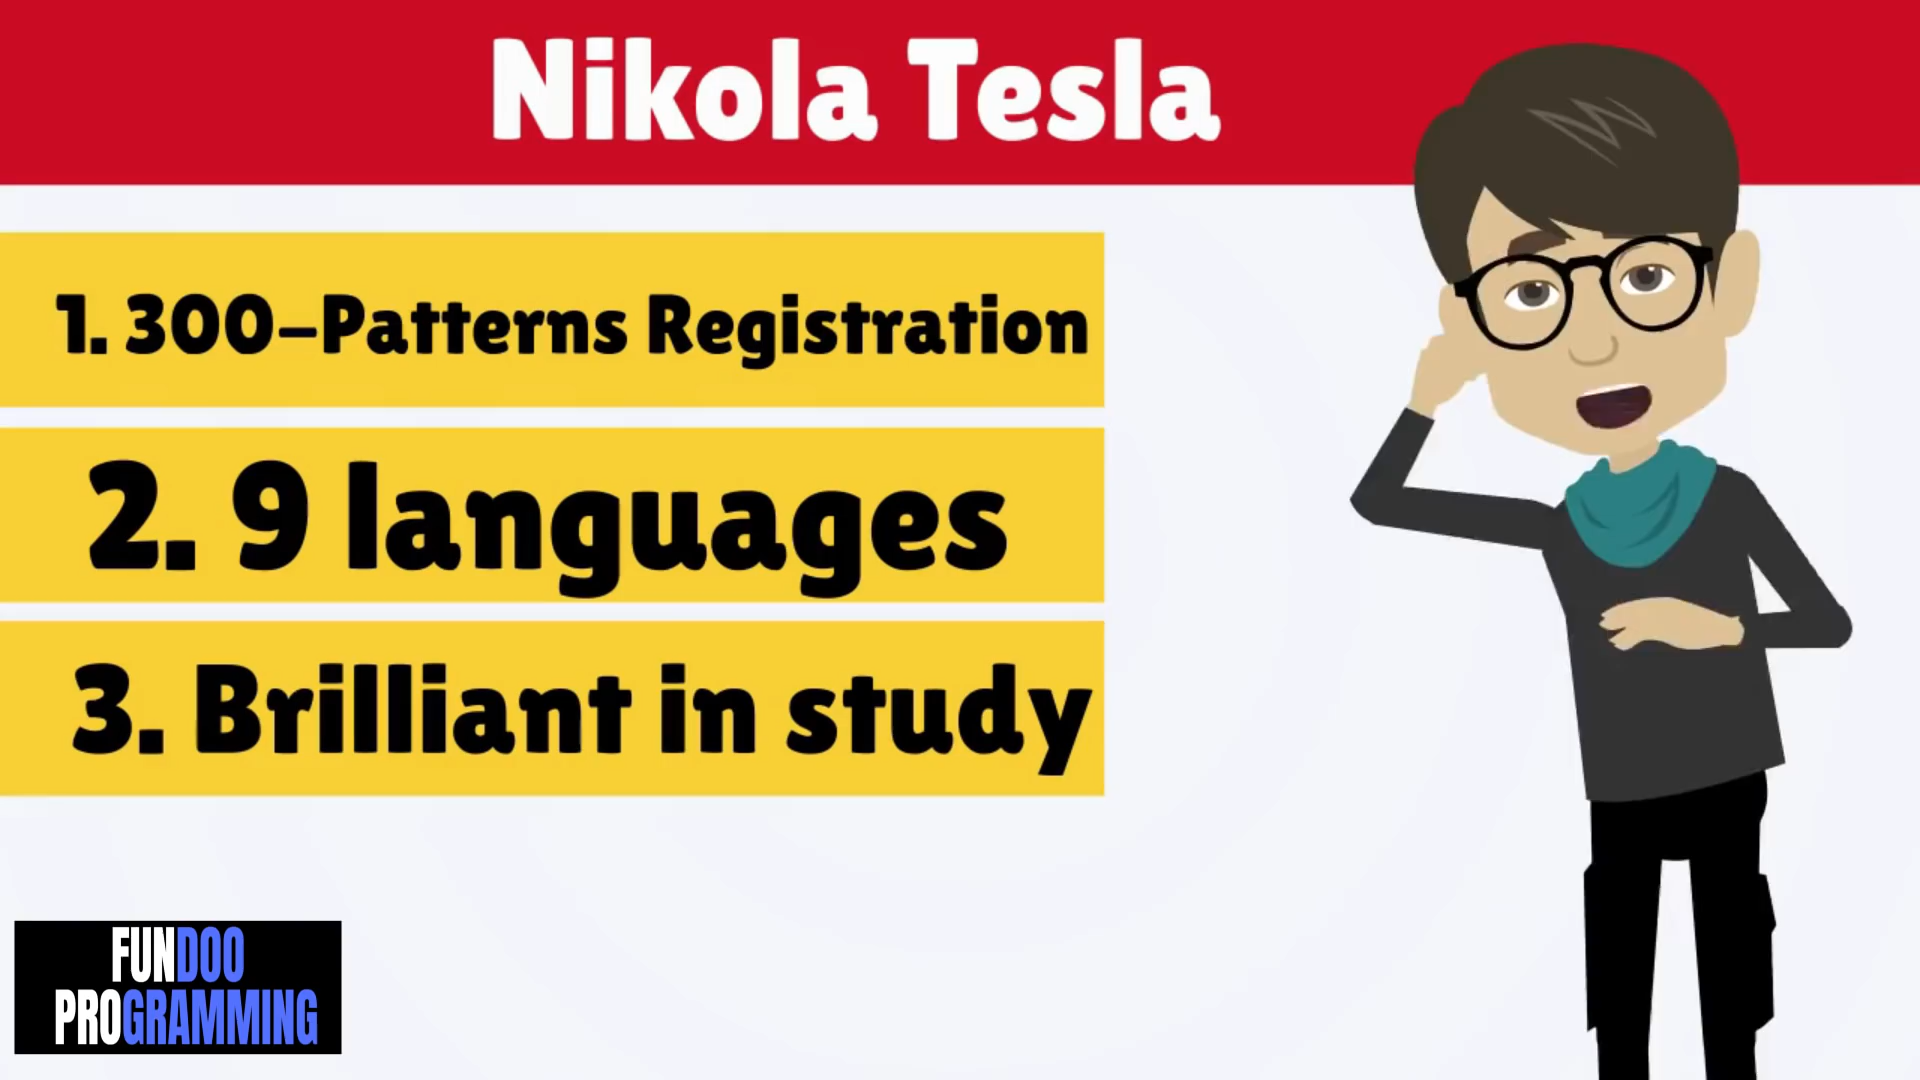 Nikola Tesla
1. 300-Patterns Registration
2. 9 languages
3. Brilliant in study
FUNDOO
PROGRAMMING